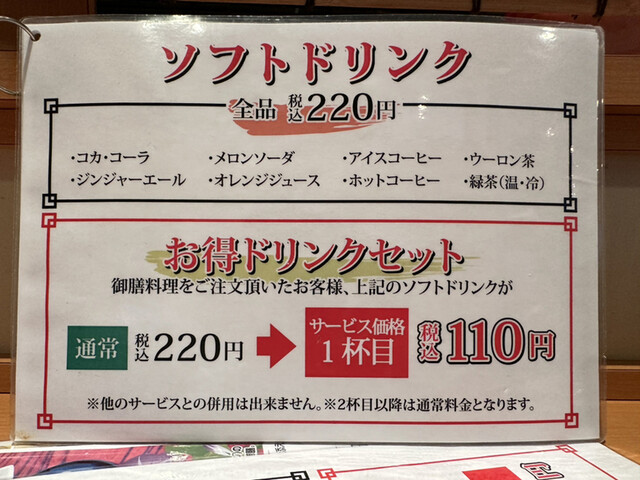 ソフトドリンク
全品 税込220円
・コカ・コーラ ・メロンソーダ ・アイスコーヒー ・ウーロン茶
・ジンジャーエール ・オレンジジュース ・ホットコーヒー ・緑茶(温・冷)
お得ドリンクセット
御膳料理をご注文頂いたお客様、上記のソフトドリンクが
通常 税込220円 サービス価格 1杯目 税込110円
※他のサービスとの併用は出来ません。※2杯目以降は通常料金となります。